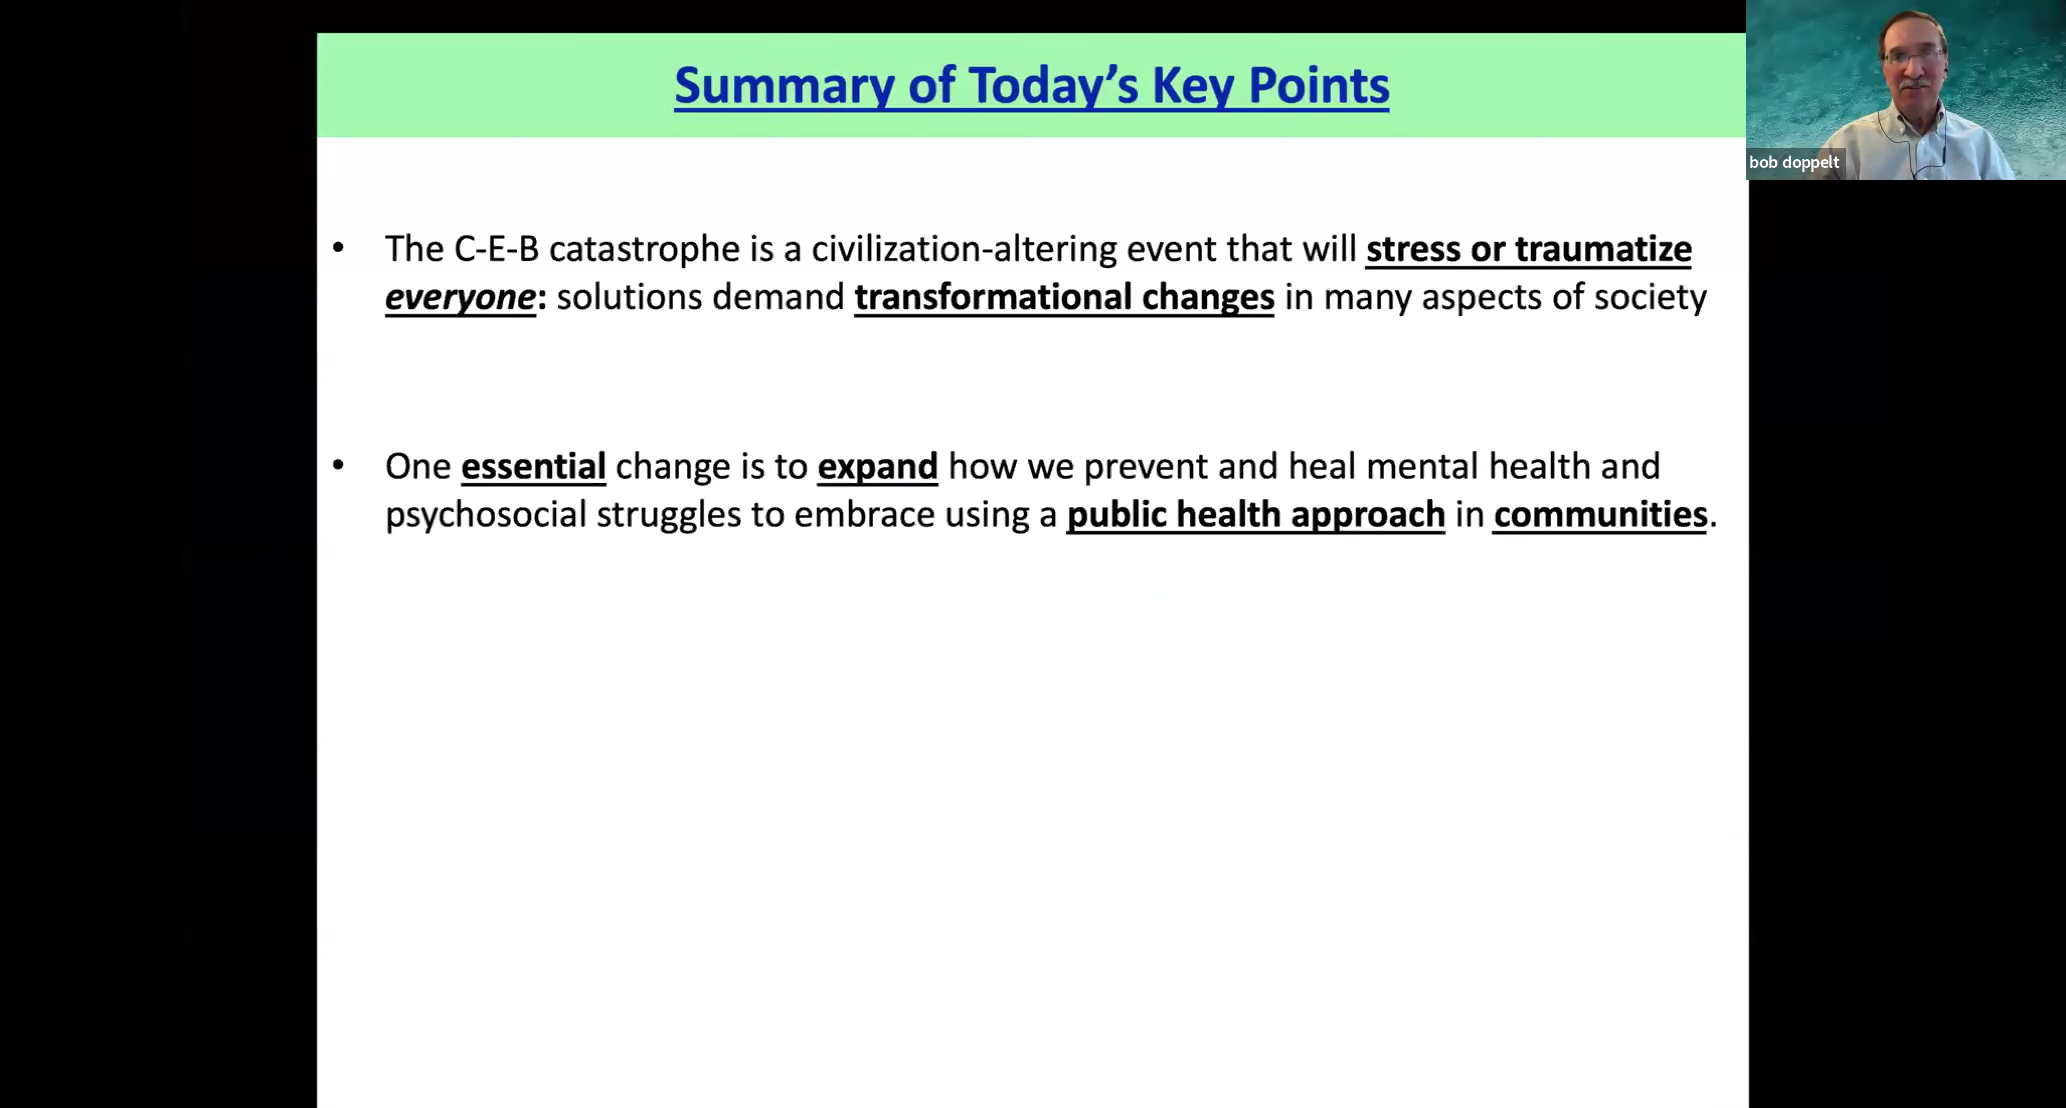 Summary of Today’s Key Points
bob doppelt
• The C-E-B catastrophe is a civilization-altering event that will stress or traumatize
everyone: solutions demand transformational changes in many aspects of society
• One essential change is to expand how we prevent and heal mental health and
psychosocial struggles to embrace using a public health approach in communities.